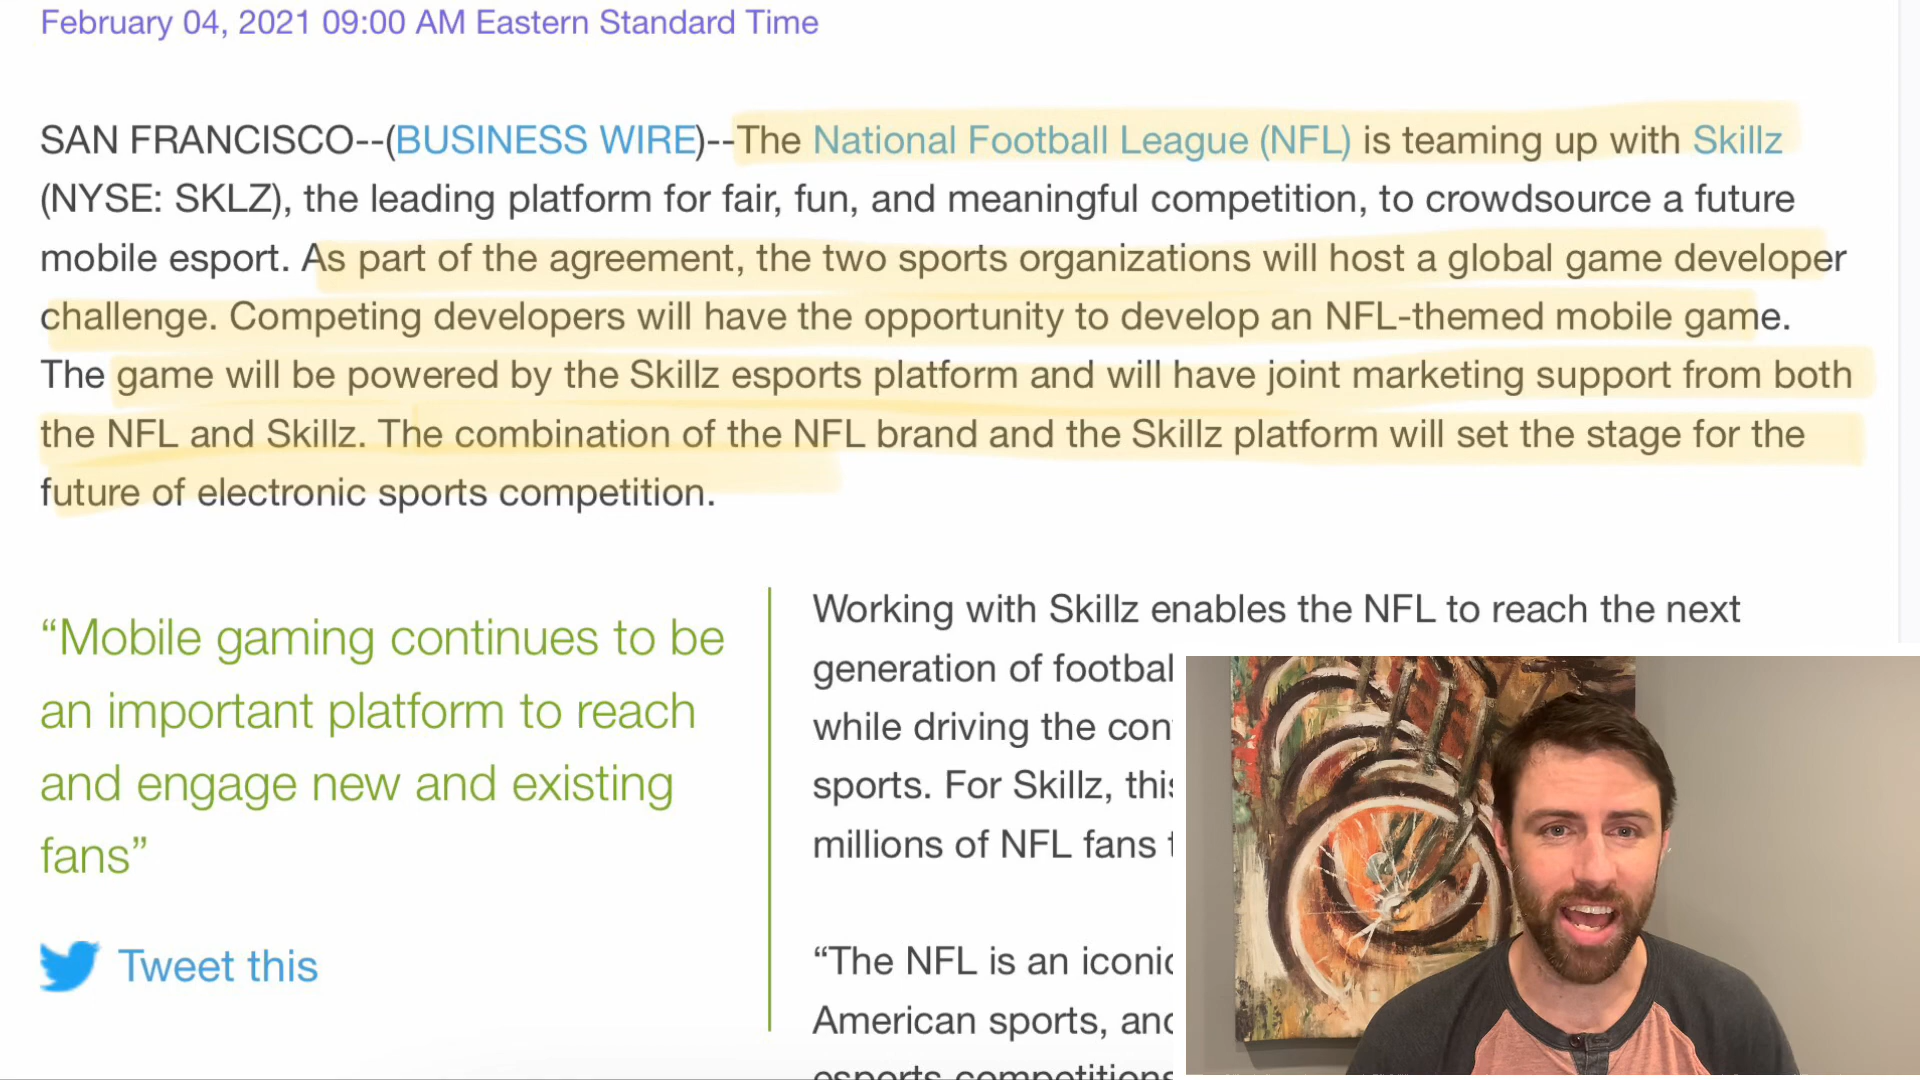 February 04, 2021 09:00 AM Eastern Standard Time
SAN FRANCISCO--(BUSINESS WIRE)--The National Football League (NFL) is teaming up with Skillz
(NYSE: SKLZ), the leading platform for fair, fun, and meaningful competition, to crowdsource a future
mobile esport. As part of the agreement, the two sports organizations will host a global game developer
challenge. Competing developers will have the opportunity to develop an NFL-themed mobile game.
The game will be powered by the Skillz esports platform and will have joint marketing support from both
the NFL and Skillz. The combination of the NFL brand and the Skillz platform will set the stage for the
future of electronic sports competition.
“Mobile gaming continues to be
an important platform to reach
and engage new and existing
fans”
Tweet this
Working with Skillz enables the NFL to reach the next
generation of footbal
while driving the con
sports. For Skillz, this
millions of NFL fans
“The NFL is an iconic
American sports, and
esports competitions